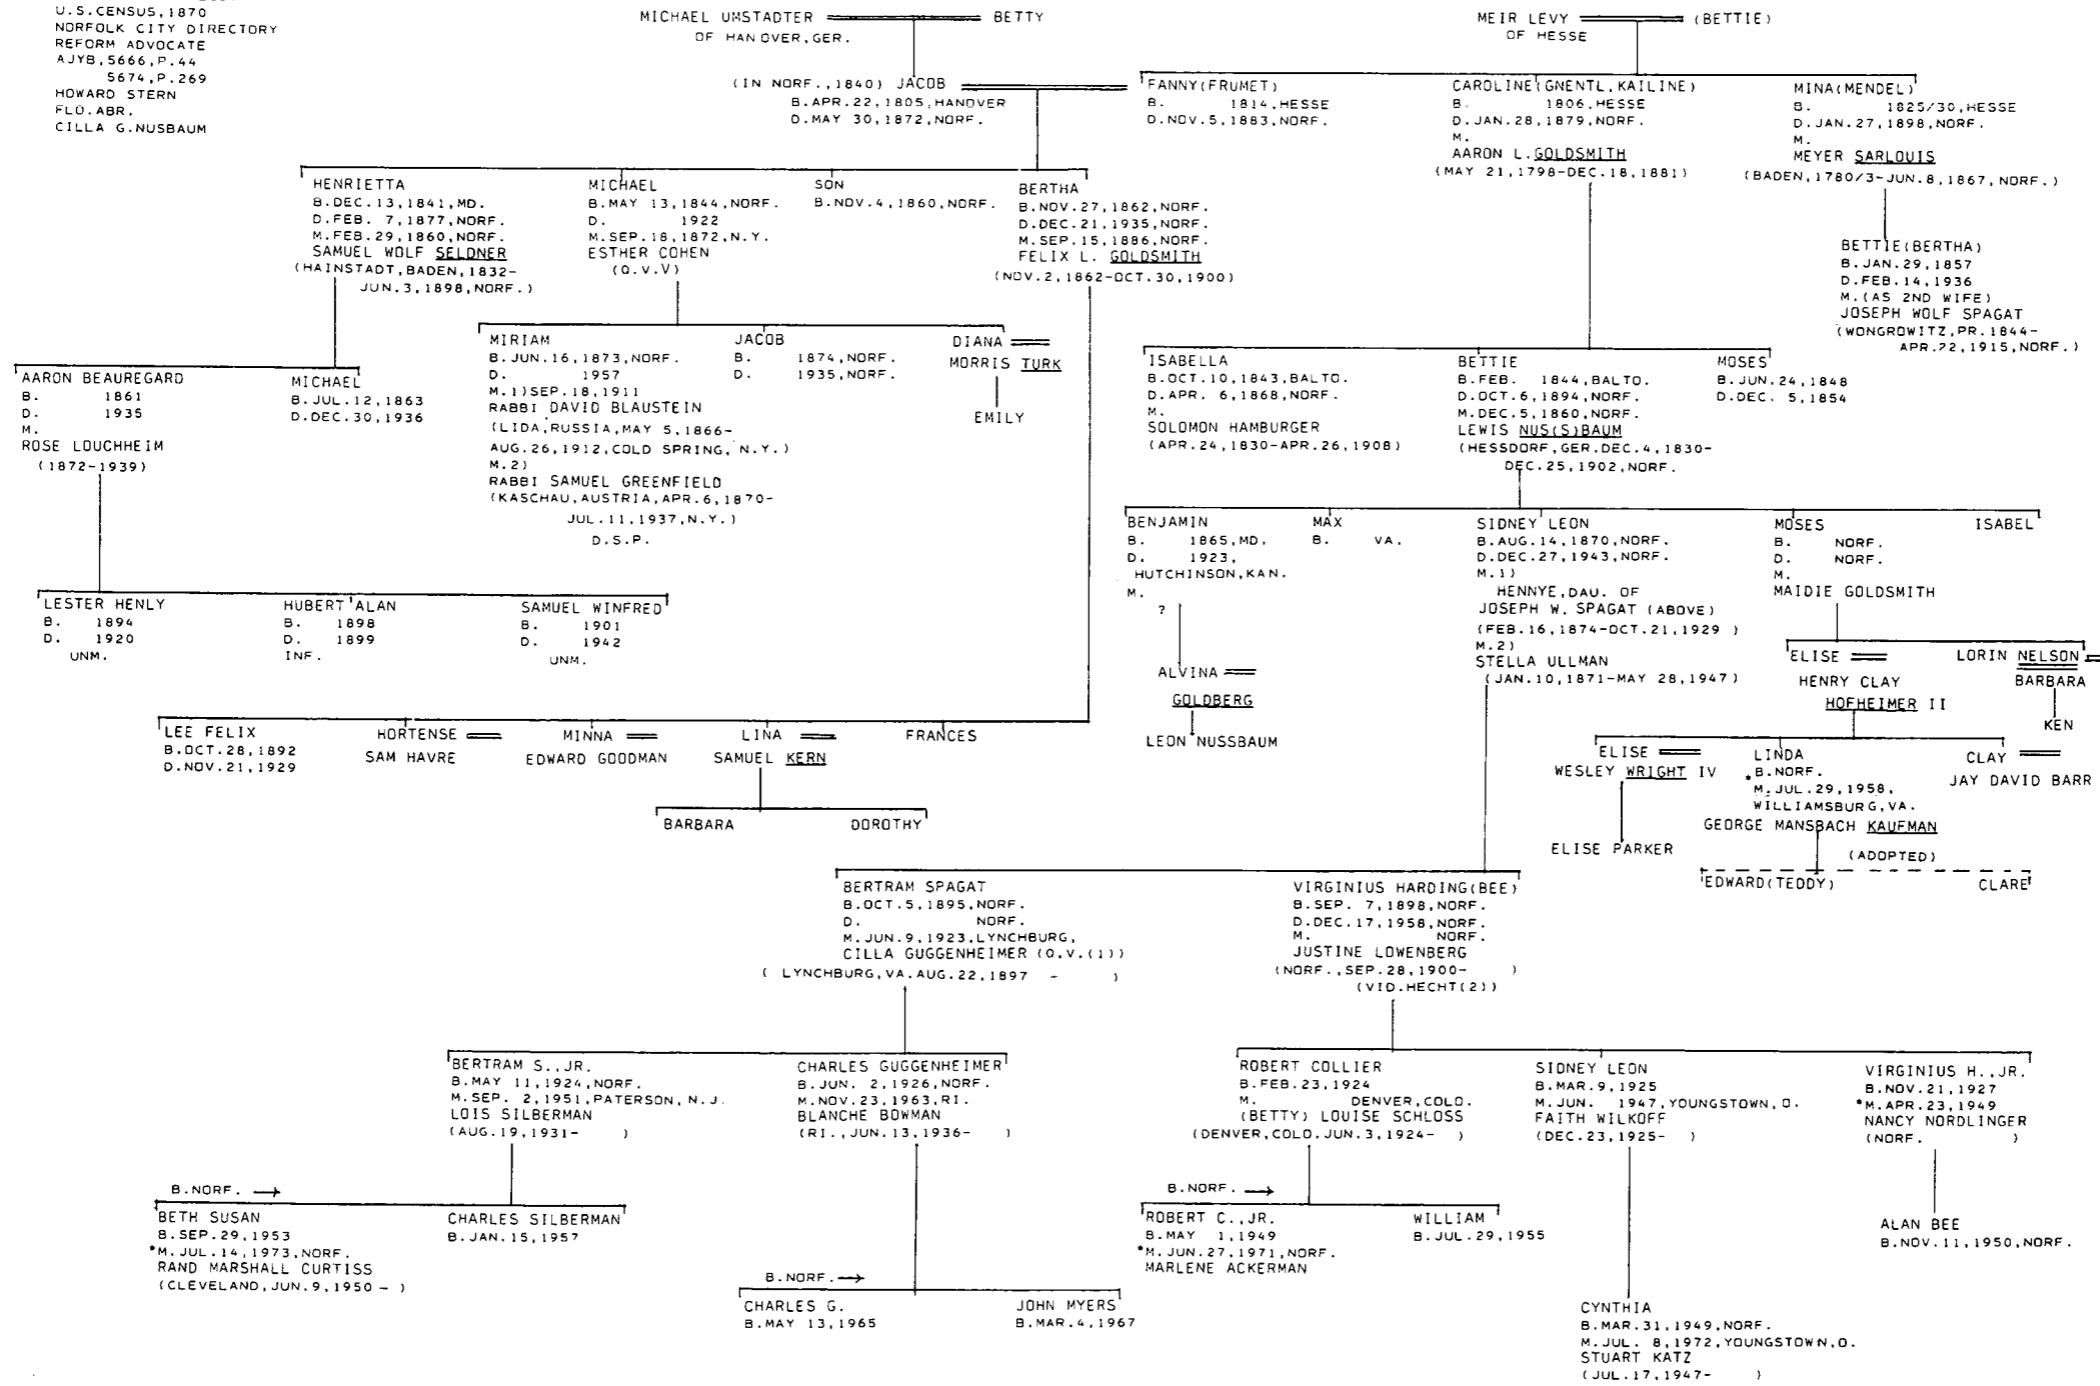 U.S.CENSUS,1870
NORFOLK CITY DIRECTORY
REFORM ADVOCATE
AJYB,5666,P.44
5674,P.269
HOWARD STERN
FLO.ABR.
CILLA G.NUSBAUM
MICHAEL UMSTADTER BETTY
OF HANOVER,GER.
MEIR LEVY (BETTIE)
OF HESSE
(IN NORF.,1840) JACOB
B.APR.22,1805,HANOVER
D.MAY 30,1872,NORF.
FANNY(FRUMET)
B. 1814,HESSE
D.NOV.5,1883,NORF.
CAROLINE(GNENTL,KAILINE)
B. 1806,HESSE
D.JAN.28,1879,NORF.
M.
AARON L.GOLDSMITH
(MAY 21,1798-DEC.18,1881)
MINA(MENDEL)
B. 1825/30,HESSE
D.JAN.27,1898,NORF.
M.
MEYER SARLOUIS
(BADEN,1780/3-JUN.8,1867,NORF.)
HENRIETTA
B.DEC.13,1841,MD.
D.FEB. 7,1877,NORF.
M.FEB.29,1860,NORF.
SAMUEL WOLF SELDNER
(HAINSTADT,BADEN,1832-
JUN.3,1898,NORF.)
MICHAEL
B.MAY 13,1844,NORF.
D. 1922
M.SEP.18,1872,N.Y.
ESTHER COHEN
(Q.V.V)
SON
B.NOV.4,1860,NORF.
BERTHA
B.NOV.27,1862,NORF.
D.DEC.21,1935,NORF.
M.SEP.15,1886,NORF.
FELIX L. GOLDSMITH
(NOV.2,1862-OCT.30,1900)
BETTIE(BERTHA)
B.JAN.29,1857
D.FEB.14,1936
M.(AS 2ND WIFE)
JOSEPH WOLF SPAGAT
(WONGROWITZ,PR.1844-
APR.22,1915,NORF.)
AARON BEAUREGARD
B. 1861
D. 1935
M.
ROSE LOUCHHEIM
(1872-1939)
MICHAEL
B.JUL.12,1863
D.DEC.30,1936
MIRIAM
B.JUN.16,1873,NORF.
D. 1957
M.1)SEP.18,1911
RABBI DAVID BLAUSTEIN
(LIDA,RUSSIA,MAY 5,1866-
AUG.26,1912,COLD SPRING, N.Y.)
M.2)
RABBI SAMUEL GREENFIELD
(KASCHAU,AUSTRIA,APR.6,1870-
JUL.11,1937,N.Y.)
D.S.P.
JACOB
B. 1874,NORF.
D. 1935,NORF.
DIANA
MORRIS TURK
EMILY
ISABELLA
B.OCT.10,1843,BALTO.
D.APR. 6,1868,NORF.
M.
SOLOMON HAMBURGER
(APR.24,1830-APR.26,1908)
BETTIE
B.FEB. 1844,BALTO.
D.OCT.6,1894,NORF.
M.DEC.5,1860,NORF.
LEWIS NUS(S)BAUM
(HESSDORF,GER.DEC.4,1830-
DEC.25,1902,NORF.
MOSES
B.JUN.24,1848
D.DEC. 5,1854
BENJAMIN
B. 1865,MD.
D. 1923,
HUTCHINSON,KAN.
M.
?
MAX
B. VA.
SIDNEY LEON
B.AUG.14,1870,NORF.
D.DEC.27,1943,NORF.
M.1)
HENNYE,DAU. OF
JOSEPH W. SPAGAT (ABOVE)
(FEB.16,1874-OCT.21,1929 )
M.2)
STELLA ULLMAN
(JAN.10,1871-MAY 28,1947)
MOSES
B. NORF.
D. NORF.
M.
MAIDIE GOLDSMITH
ISABEL
LESTER HENLY
B. 1894
D. 1920
UNM.
HUBERT ALAN
B. 1898
D. 1899
INF.
SAMUEL WINFRED
B. 1901
D. 1942
UNM.
ALVINA
GOLDBERG
LEON NUSSBAUM
ELISE
HENRY CLAY
HOFHEIMER II
LORIN NELSON
BARBARA
KEN
LEE FELIX
B.OCT.28,1892
D.NOV.21,1929
HORTENSE
SAM HAVRE
MINNA
EDWARD GOODMAN
LINA
SAMUEL KERN
FRANCES
BARBARA DOROTHY
ELISE
WESLEY WRIGHT IV
ELISE PARKER
LINDA
*B.NORF.
M.JUL.29,1958,
WILLIAMSBURG,VA.
GEORGE MANSBACH KAUFMAN
CLAY
JAY DAVID BARR
(ADOPTED)
EDWARD(TEDDY) CLARE
BERTRAM SPAGAT
B.OCT.5,1895,NORF.
D. NORF.
M.JUN.9,1923,LYNCHBURG,
CILLA GUGGENHEIMER (Q.V.(1))
( LYNCHBURG,VA.AUG.22,1897 - )
VIRGINIUS HARDING(BEE)
B.SEP. 7,1898,NORF.
D.DEC.17,1958,NORF.
M. NORF.
JUSTINE LOWENBERG
(NORF.,SEP.28,1900- )
(VID.HECHT(2))
BERTRAM S.,JR.
B.MAY 11,1924,NORF.
M.SEP. 2,1951,PATERSON, N.J.
LOIS SILBERMAN
(AUG.19,1931- )
CHARLES GUGGENHEIMER
B.JUN. 2,1926,NORF.
M.NOV.23,1963,RI.
BLANCHE BOWMAN
(RI.,JUN.13,1936- )
ROBERT COLLIER
B.FEB.23,1924
M. DENVER,COLO.
(BETTY) LOUISE SCHLOSS
(DENVER,COLO.JUN.3,1924- )
SIDNEY LEON
B.MAR.9,1925
M.JUN. 1947,YOUNGSTOWN,O.
FAITH WILKOFF
(DEC.23,1925- )
VIRGINIUS H.,JR.
B.NOV.21,1927
*M.APR.23,1949
NANCY NORDLINGER
(NORF. )
B.NORF. →
BETH SUSAN
B.SEP.29,1953
*M.JUL.14,1973,NORF.
RAND MARSHALL CURTISS
(CLEVELAND,JUN.9,1950 - )
CHARLES SILBERMAN
B.JAN.15,1957
B.NORF. →
CHARLES G.
B.MAY 13,1965
JOHN MYERS
B.MAR.4,1967
B.NORF. →
ROBERT C.,JR.
B.MAY 1,1949
*M.JUN.27,1971,NORF.
MARLENE ACKERMAN
WILLIAM
B.JUL.29,1955
ALAN BEE
B.NOV.11,1950,NORF.
CYNTHIA
B.MAR.31,1949,NORF.
M.JUL. 8,1972,YOUNGSTOWN,O.
STUART KATZ
(JUL.17,1947- )